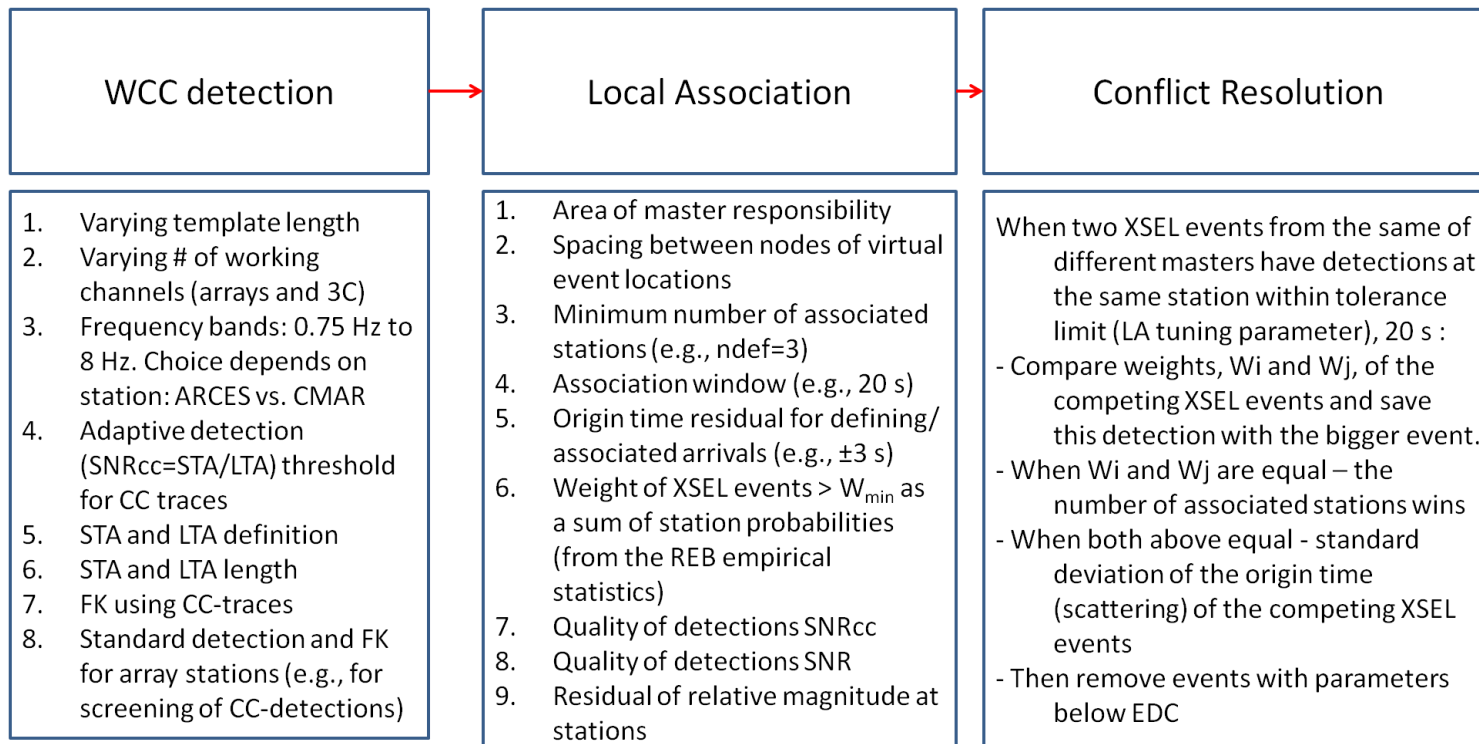 WCC detection
Local Association
Conflict Resolution
1. Varying template length
2. Varying # of working
channels (arrays and 3C)
3. Frequency bands: 0.75 Hz to
8 Hz. Choice depends on
station: ARCES vs. CMAR
4. Adaptive detection
(SNRcc=STA/LTA) threshold
for CC traces
5. STA and LTA definition
6. STA and LTA length
7. FK using CC-traces
8. Standard detection and FK
for array stations (e.g., for
screening of CC-detections)
1. Area of master responsibility
2. Spacing between nodes of virtual
event locations
3. Minimum number of associated
stations (e.g., ndef=3)
4. Association window (e.g., 20 s)
5. Origin time residual for defining/
associated arrivals (e.g., ±3 s)
6. Weight of XSEL events > Wmin as
a sum of station probabilities
(from the REB empirical
statistics)
7. Quality of detections SNRcc
8. Quality of detections SNR
9. Residual of relative magnitude at
stations
When two XSEL events from the same of
different masters have detections at
the same station within tolerance
limit (LA tuning parameter), 20 s :
- Compare weights, Wi and Wj, of the
competing XSEL events and save
this detection with the bigger event.
- When Wi and Wj are equal – the
number of associated stations wins
- When both above equal - standard
deviation of the origin time
(scattering) of the competing XSEL
events
- Then remove events with parameters
below EDC